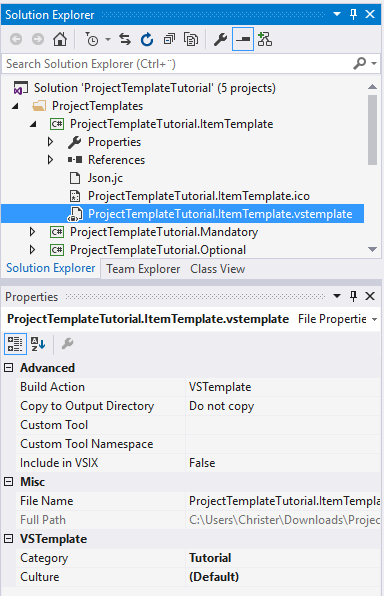 Solution Explorer
Search Solution Explorer (Ctrl+¨)
Solution 'ProjectTemplateTutorial' (5 projects)
ProjectTemplates
C# ProjectTemplateTutorial.ItemTemplate
Properties
References
Json.jc
ProjectTemplateTutorial.ItemTemplate.ico
ProjectTemplateTutorial.ItemTemplate.vstemplate
C# ProjectTemplateTutorial.Mandatory
C# ProjectTemplateTutorial.Optional
Solution Explorer Team Explorer Class View
Properties
ProjectTemplateTutorial.ItemTemplate.vstemplate File Properties
Advanced
Build Action VSTemplate
Copy to Output Directory Do not copy
Custom Tool
Custom Tool Namespace
Include in VSIX False
Misc
File Name ProjectTemplateTutorial.ItemTempla
Full Path C:\Users\Christer\Downloads\Projec
VSTemplate
Category Tutorial
Culture (Default)